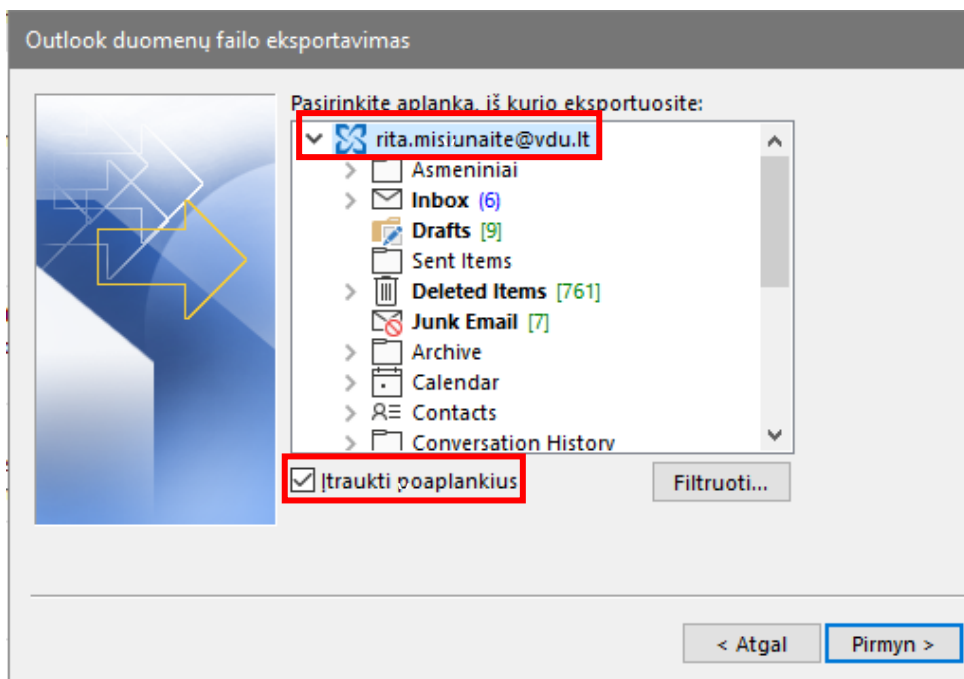 Outlook duomenų failo eksportavimas
Pasirinkite aplanką, iš kurio eksportuosite:
rita.misiunaite@vdu.lt
Asmeniniai
Inbox (6)
Drafts [9]
Sent Items
Deleted Items [761]
Junk Email [7]
Archive
Calendar
Contacts
Conversation History
Įtraukti poaplankius
Filtruoti...
< Atgal
Pirmyn >